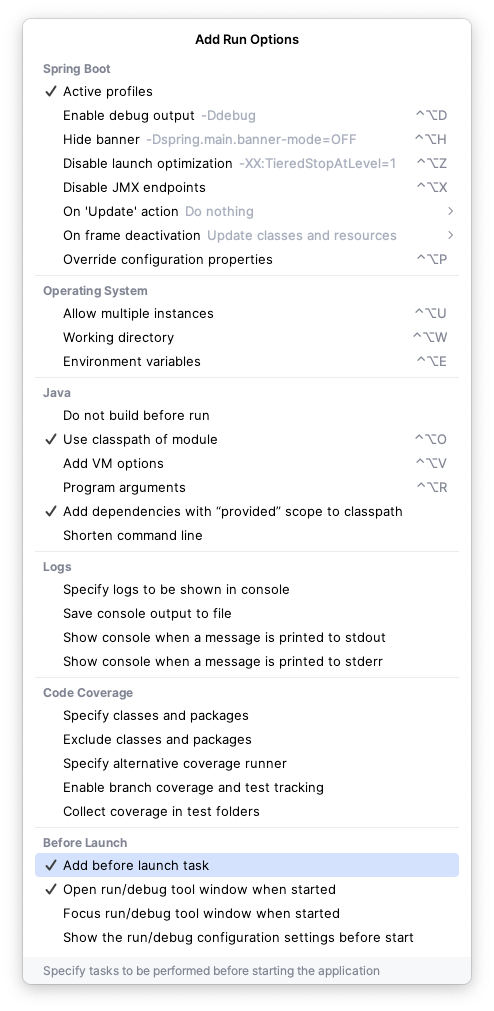 Add Run Options
Spring Boot
Active profiles
Enable debug output -Ddebug ⌃⌥D
Hide banner -Dspring.main.banner-mode=OFF ⌃⌥H
Disable launch optimization -XX:TieredStopAtLevel=1 ⌃⌥Z
Disable JMX endpoints ⌃⌥X
On 'Update' action Do nothing
On frame deactivation Update classes and resources
Override configuration properties ⌃⌥P
Operating System
Allow multiple instances ⌃⌥U
Working directory ⌃⌥W
Environment variables ⌃⌥E
Java
Do not build before run
Use classpath of module ⌃⌥O
Add VM options ⌃⌥V
Program arguments ⌃⌥R
Add dependencies with “provided” scope to classpath
Shorten command line
Logs
Specify logs to be shown in console
Save console output to file
Show console when a message is printed to stdout
Show console when a message is printed to stderr
Code Coverage
Specify classes and packages
Exclude classes and packages
Specify alternative coverage runner
Enable branch coverage and test tracking
Collect coverage in test folders
Before Launch
Add before launch task
Open run/debug tool window when started
Focus run/debug tool window when started
Show the run/debug configuration settings before start
Specify tasks to be performed before starting the application